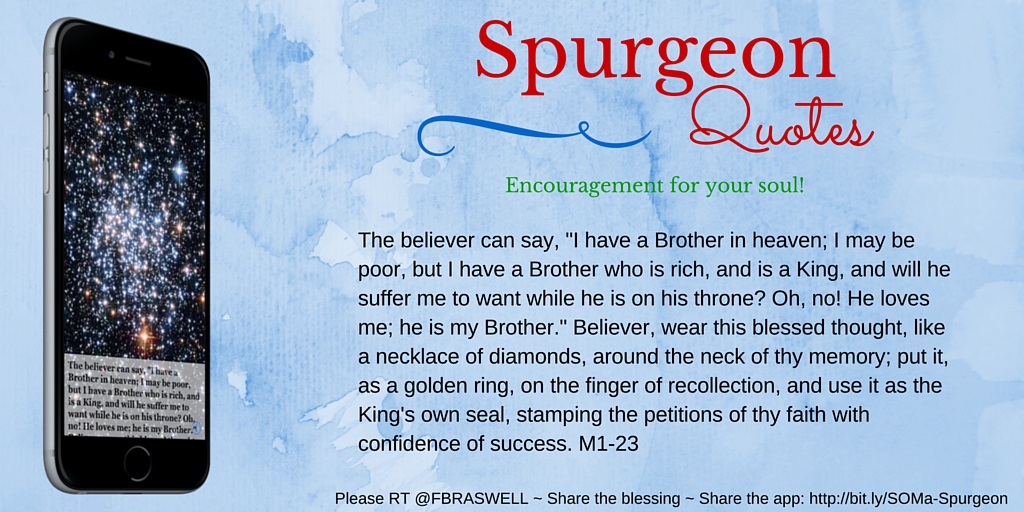 Spurgeon
Quotes
Encouragement for your soul!
The believer can say, "I have a Brother in heaven; I may be
poor, but I have a Brother who is rich, and is a King, and will he
suffer me to want while he is on his throne? Oh, no! He loves
me; he is my Brother." Believer, wear this blessed thought, like
a necklace of diamonds, around the neck of thy memory; put it,
as a golden ring, on the finger of recollection, and use it as the
King's own seal, stamping the petitions of thy faith with
confidence of success. M1-23
The believer can say, "I have a
Brother in heaven; I may be poor,
but I have a Brother who is rich, and
is a King, and will he suffer me to
want while he is on his throne? Oh,
no! He loves me; he is my Brother."
Please RT @FBRASWELL ~ Share the blessing ~ Share the app: http://bit.ly/SOMa-Spurgeon